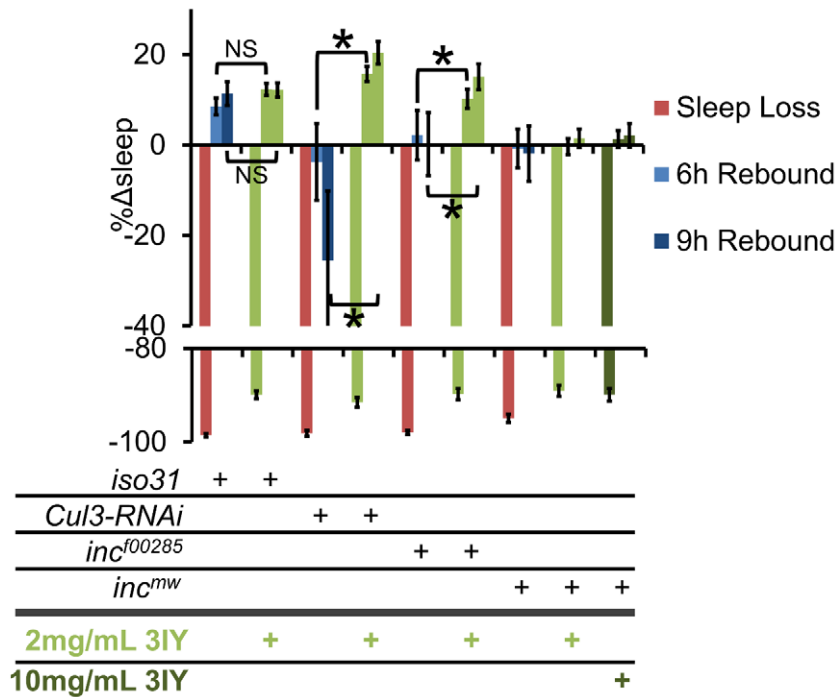 20
0
-20
-40
-80
-100
%Δsleep
NS
NS
*
*
*
*
Sleep Loss
6h Rebound
9h Rebound
iso31 + +
Cul3-RNAi + +
inc^f00285 + +
inc^mw + + +
2mg/mL 3IY + + + +
10mg/mL 3IY +